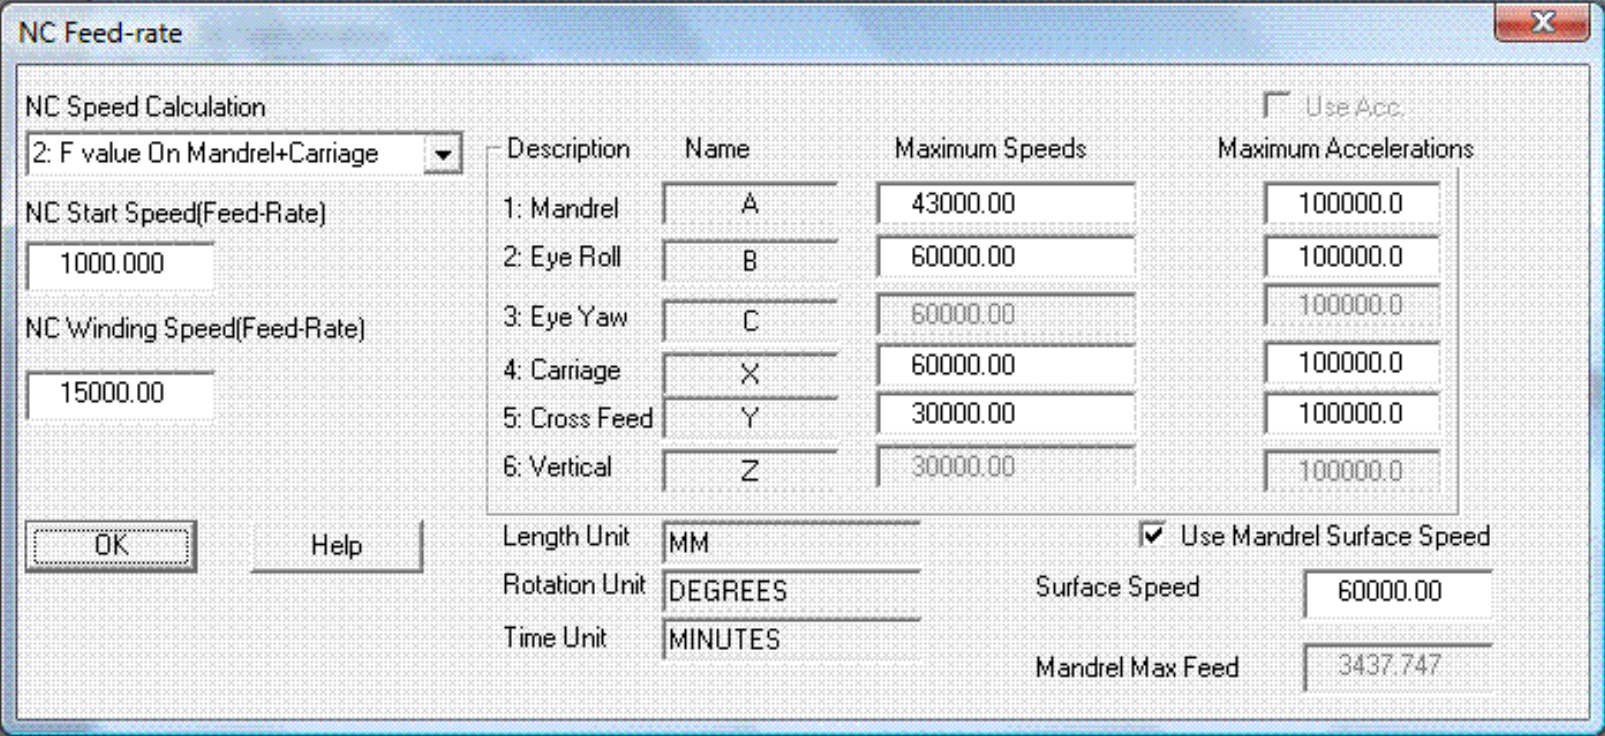 NC Feed-rate
NC Speed Calculation
2: F value On Mandrel+Carriage
NC Start Speed(Feed-Rate)
1000.000
NC Winding Speed(Feed-Rate)
15000.00
OK Help
Use Acc.
Description Name Maximum Speeds Maximum Accelerations
1: Mandrel A 43000.00 100000.0
2: Eye Roll B 60000.00 100000.0
3: Eye Yaw C 60000.00 100000.0
4: Carriage X 60000.00 100000.0
5: Cross Feed Y 30000.00 100000.0
6: Vertical Z 30000.00 100000.0
Length Unit MM
Rotation Unit DEGREES
Time Unit MINUTES
Use Mandrel Surface Speed
Surface Speed 60000.00
Mandrel Max Feed 3437.747